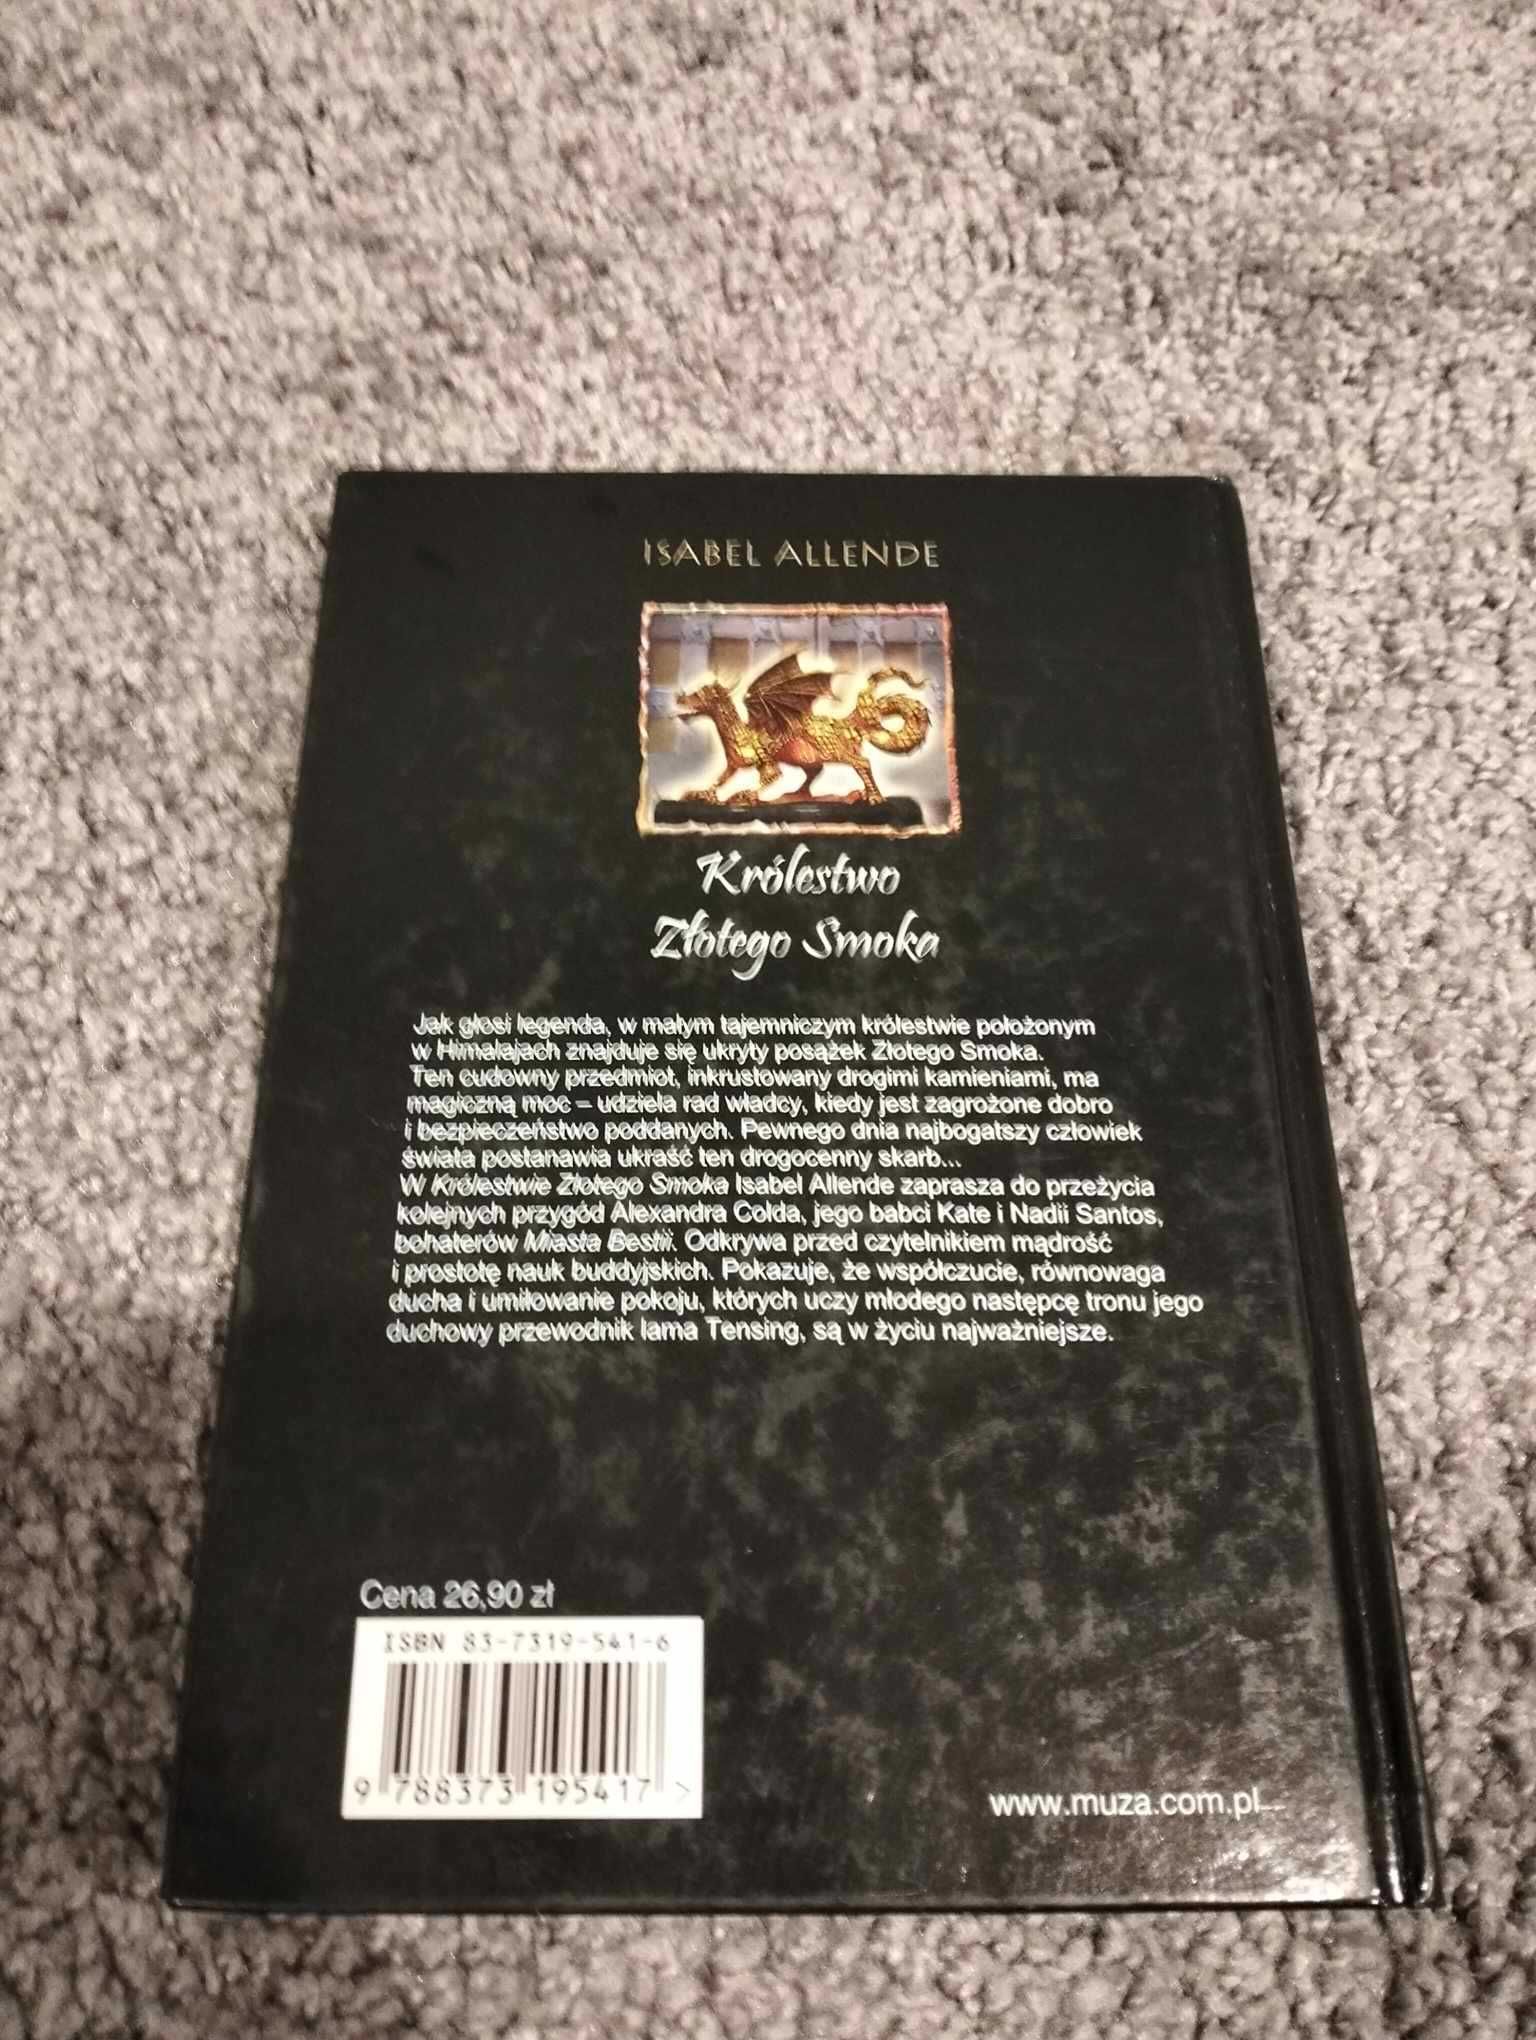 ISABEL ALLENDE
Królestwo
Złotego Smoka
Jak głosi legenda, w małym tajemniczym królestwie położonym
w Himalajach znajduje się ukryty posążek Złotego Smoka.
Ten cudowny przedmiot, inkrustowany drogimi kamieniami, ma
magiczną moc – udziela rad władcy, kiedy jest zagrożone dobro
i bezpieczeństwo poddanych. Pewnego dnia najbogatszy człowiek
świata postanawia ukraść ten drogocenny skarb...
W Królestwie Złotego Smoka Isabel Allende zaprasza do przeżycia
kolejnych przygód Alexandra Colda, jego babci Kate i Nadii Santos,
bohaterów Miasta Bestii. Odkrywa przed czytelnikiem mądrość
i prostotę nauk buddyjskich. Pokazuje, że współczucie, równowaga
ducha i umiłowanie pokoju, których uczy młodego następcę tronu jego
duchowy przewodnik lama Tensing, są w życiu najważniejsze.
Cena 26,90 zł
ISBN 83-7319-541-6
9 788373 195417 >
www.muza.com.pl